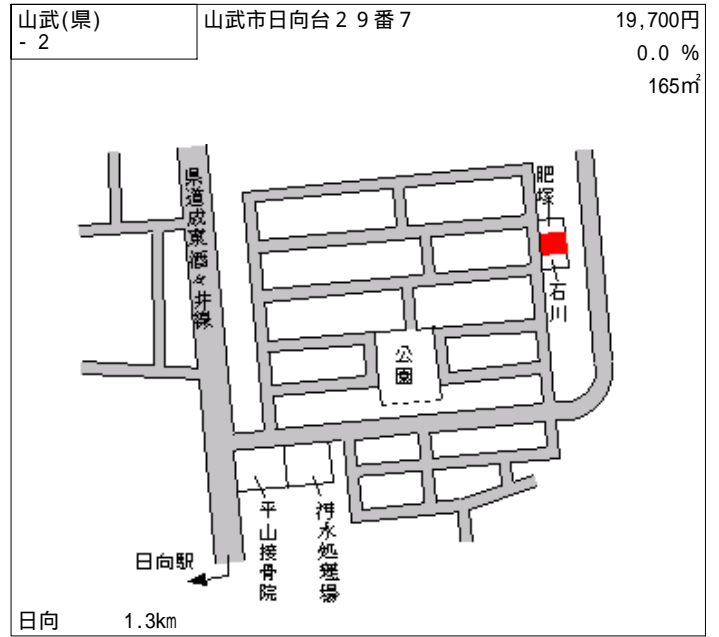 山武(県)
- 2
山武市日向台２９番７
19,700円
0.0 %
165㎡
県道成東酒々井線
肥塚
石川
公園
平山接骨院
汚水処理場
日向駅
日向 1.3km